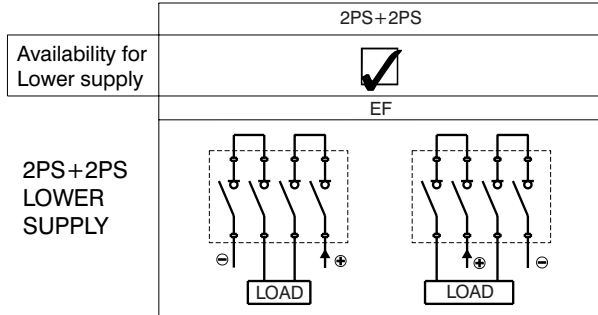 2PS+2PS
Availability for
Lower supply
EF
2PS+2PS
LOWER
SUPPLY
⊖ ⊕ ⊕ ⊖
LOAD LOAD